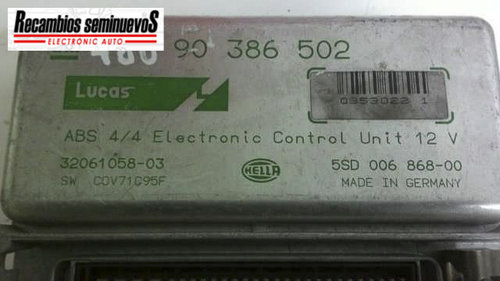 Recambios seminuevoS
ELECTRONIC AUTO
90 386 502
Lucas
0353022 1
ABS 4/4 Electronic Control Unit 12 V
32061058-03
HELLA
5SD 006 868-00
SW COV71G95F
MADE IN GERMANY